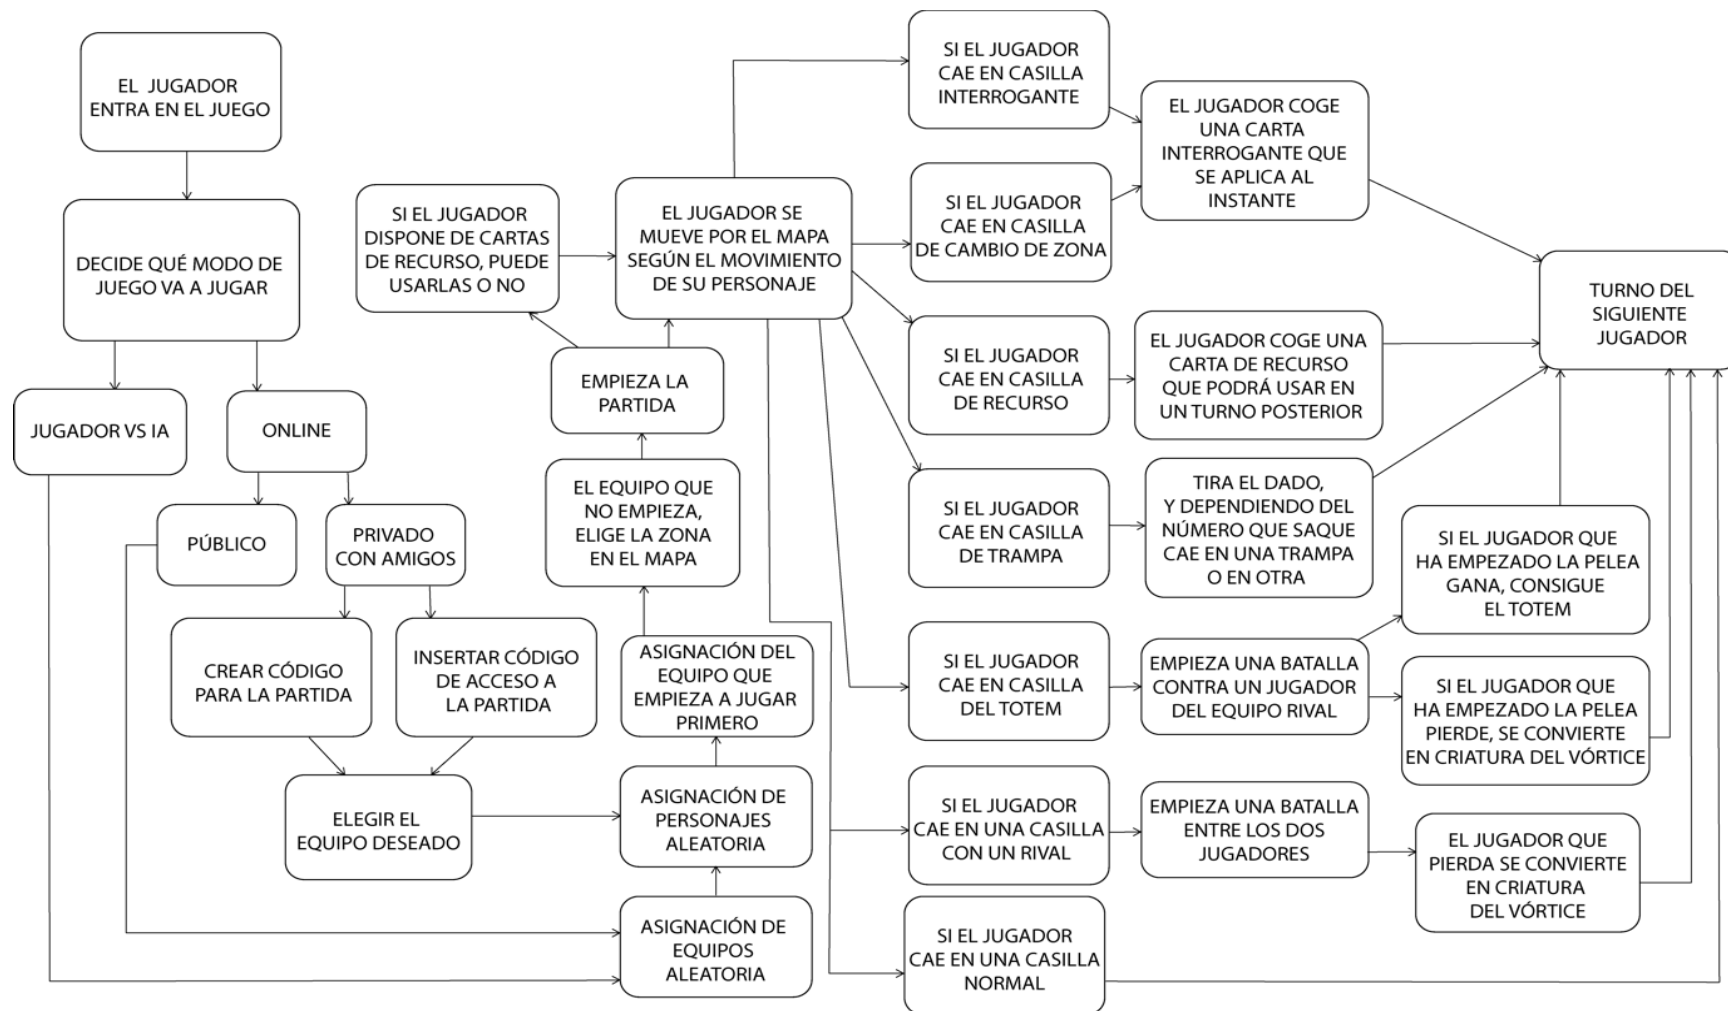 EL JUGADOR
ENTRA EN EL JUEGO
DECIDE QUÉ MODO DE
JUEGO VA A JUGAR
JUGADOR VS IA
ONLINE
PÚBLICO
PRIVADO
CON AMIGOS
CREAR CÓDIGO
PARA LA PARTIDA
INSERTAR CÓDIGO
DE ACCESO A
LA PARTIDA
ELEGIR EL
EQUIPO DESEADO
ASIGNACIÓN DE
EQUIPOS
ALEATORIA
ASIGNACIÓN DE
PERSONAJES
ALEATORIA
ASIGNACIÓN DEL
EQUIPO QUE
EMPIEZA A JUGAR
PRIMERO
EL EQUIPO QUE
NO EMPIEZA,
ELIGE LA ZONA
EN EL MAPA
EMPIEZA LA
PARTIDA
SI EL JUGADOR
DISPONE DE CARTAS
DE RECURSO, PUEDE
USARLAS O NO
EL JUGADOR SE
MUEVE POR EL MAPA
SEGÚN EL MOVIMIENTO
DE SU PERSONAJE
SI EL JUGADOR
CAE EN CASILLA
INTERROGANTE
SI EL JUGADOR
CAE EN CASILLA
DE CAMBIO DE ZONA
EL JUGADOR COGE
UNA CARTA
INTERROGANTE QUE
SE APLICA AL
INSTANTE
SI EL JUGADOR
CAE EN CASILLA
DE RECURSO
EL JUGADOR COGE UNA
CARTA DE RECURSO
QUE PODRÁ USAR EN
UN TURNO POSTERIOR
SI EL JUGADOR
CAE EN CASILLA
DE TRAMPA
TIRA EL DADO,
Y DEPENDIENDO DEL
NÚMERO QUE SAQUE
CAE EN UNA TRAMPA
O EN OTRA
SI EL JUGADOR
CAE EN CASILLA
DEL TOTEM
EMPIEZA UNA BATALLA
CONTRA UN JUGADOR
DEL EQUIPO RIVAL
SI EL JUGADOR QUE
HA EMPEZADO LA PELEA
GANA, CONSIGUE
EL TOTEM
SI EL JUGADOR QUE
HA EMPEZADO LA PELEA
PIERDE, SE CONVIERTE
EN CRIATURA DEL VÓRTICE
SI EL JUGADOR
CAE EN UNA CASILLA
CON UN RIVAL
EMPIEZA UNA BATALLA
ENTRE LOS DOS
JUGADORES
EL JUGADOR QUE
PIERDA SE CONVIERTE
EN CRIATURA
DEL VÓRTICE
SI EL JUGADOR
CAE EN UNA CASILLA
NORMAL
TURNO DEL
SIGUIENTE
JUGADOR